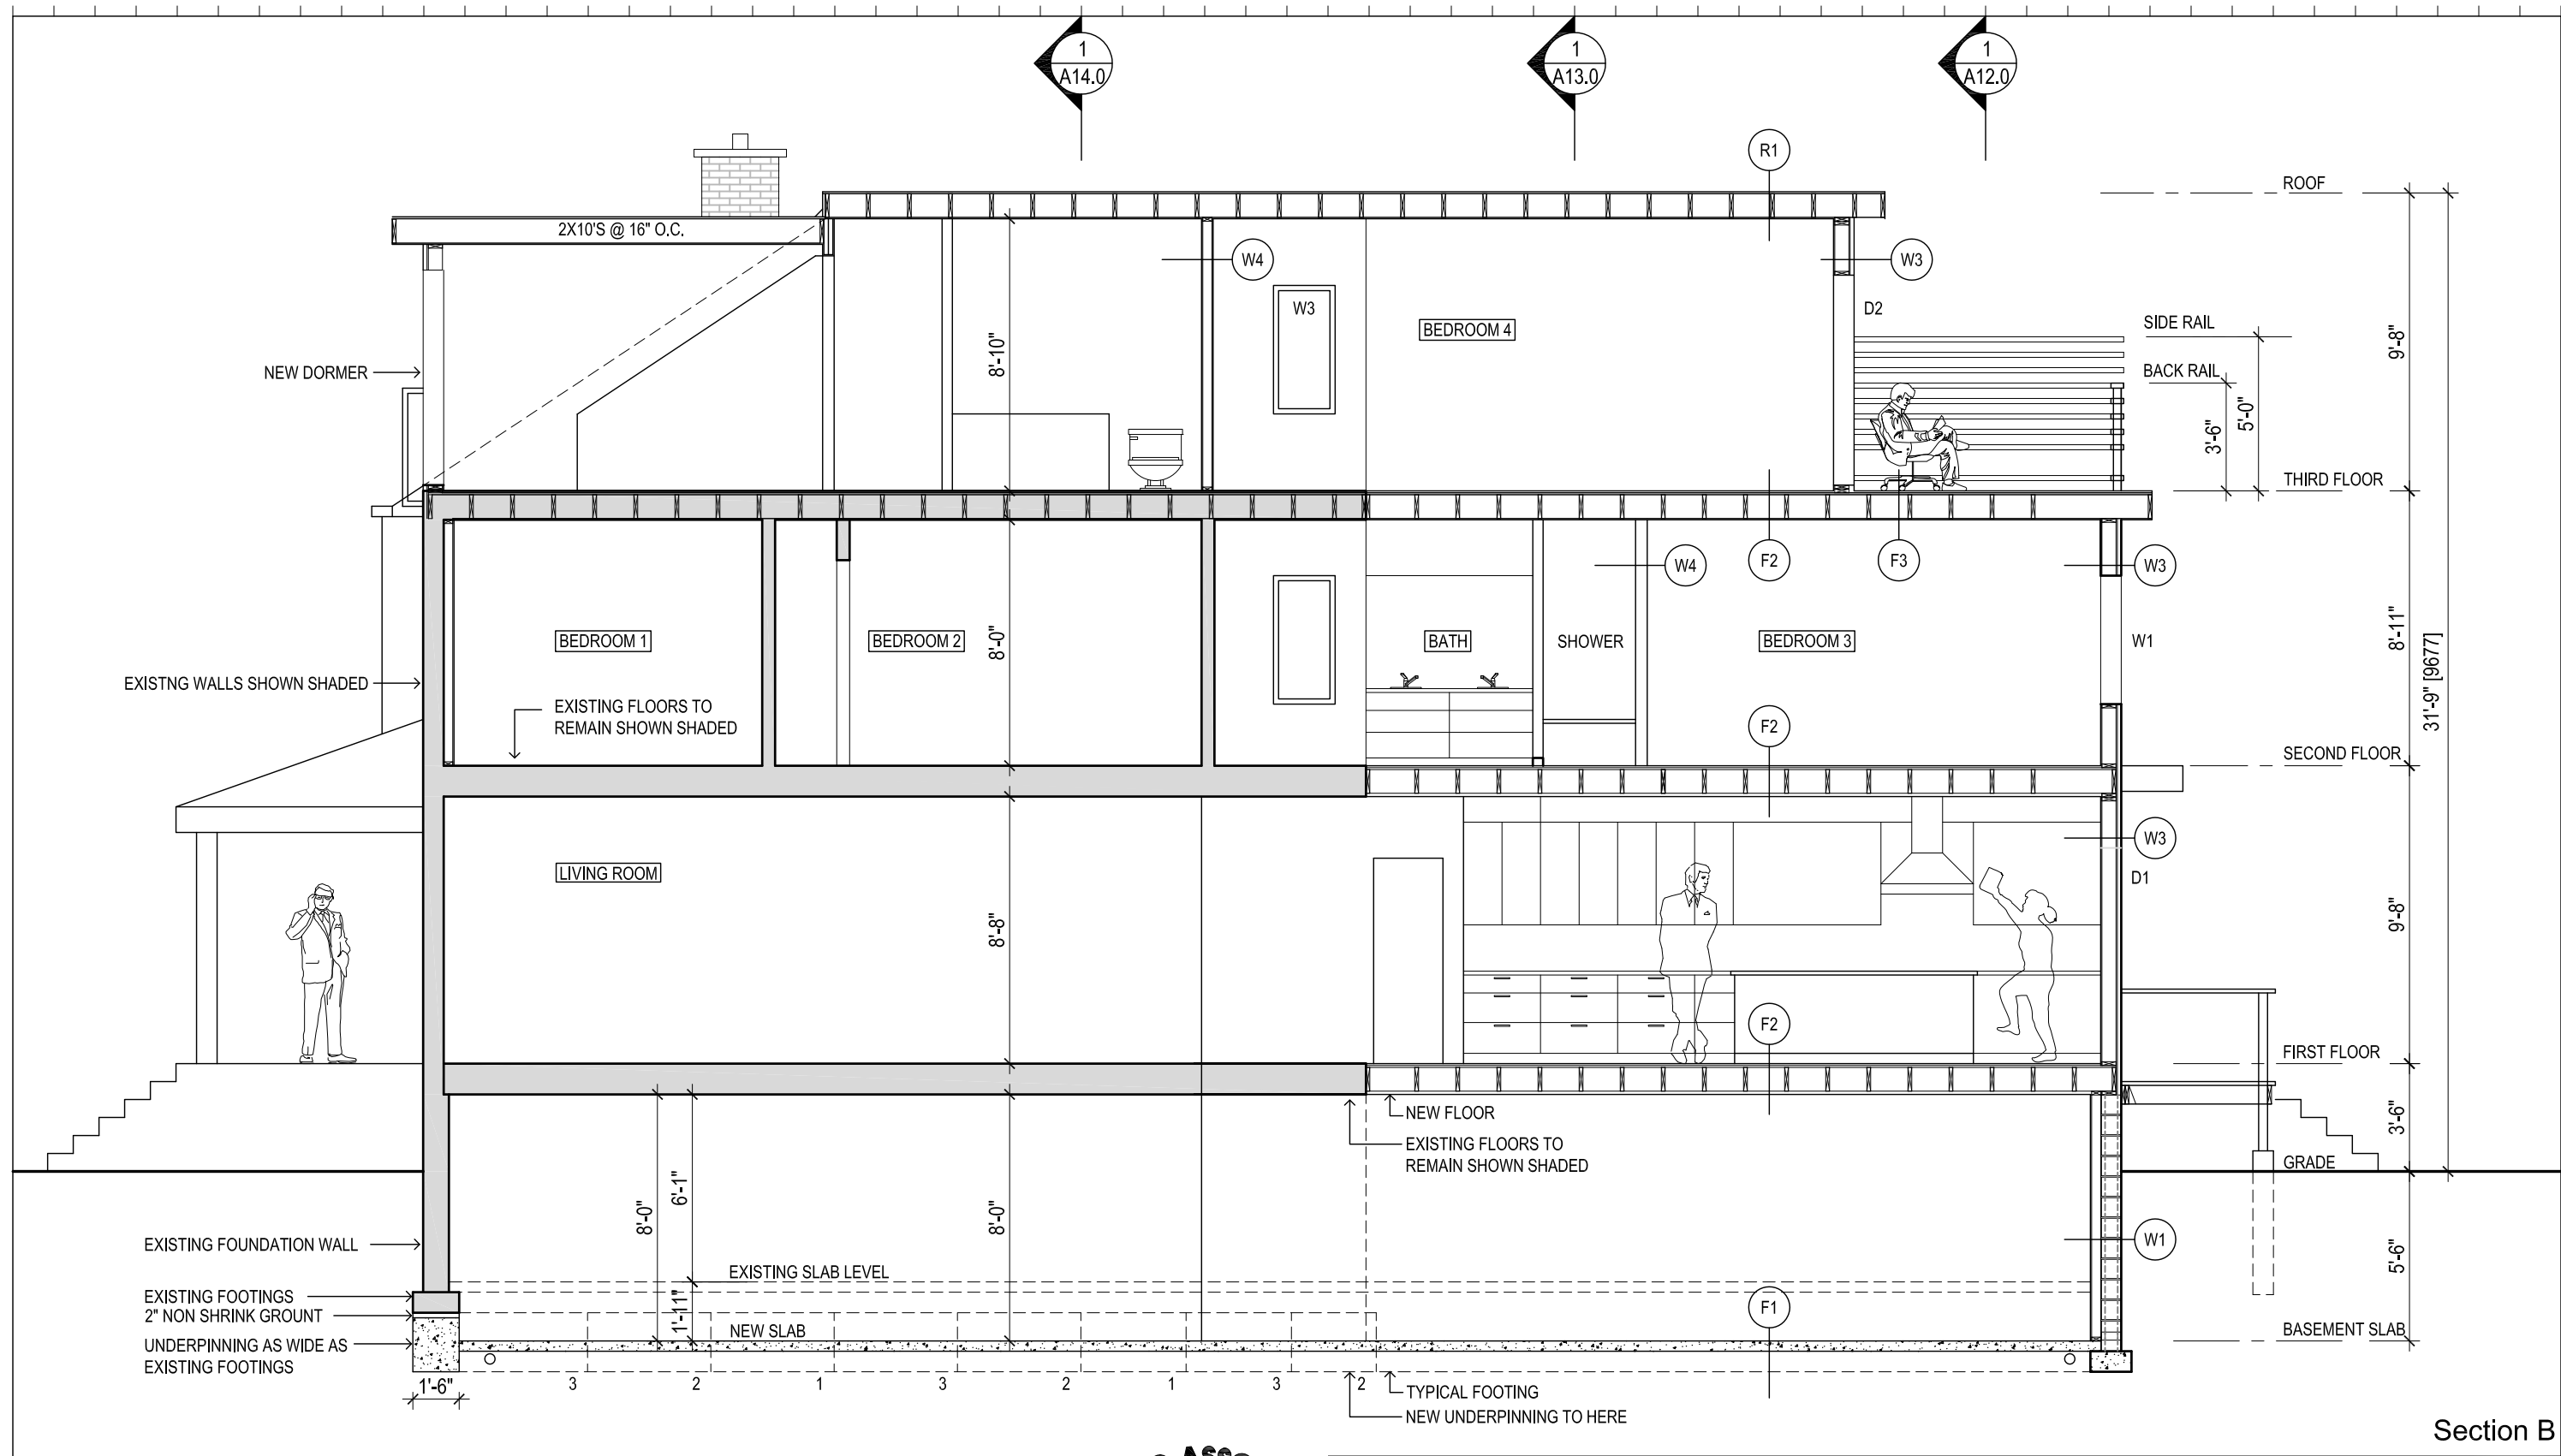 1
A14.0
1
A13.0
1
A12.0
R1
ROOF
2X10'S @ 16" O.C.
W4
W3
W3
D2
BEDROOM 4
SIDE RAIL
9'-8"
8'-10"
NEW DORMER
BACK RAIL
5'-0"
3'-6"
THIRD FLOOR
F2
F3
W4
W3
BEDROOM 1
BEDROOM 2
8'-0"
BATH
SHOWER
BEDROOM 3
W1
8'-11"
31'-9" [9677]
EXISTNG WALLS SHOWN SHADED
EXISTING FLOORS TO
REMAIN SHOWN SHADED
F2
SECOND FLOOR
W3
LIVING ROOM
D1
8'-8"
9'-8"
F2
FIRST FLOOR
NEW FLOOR
EXISTING FLOORS TO
REMAIN SHOWN SHADED
3'-6"
GRADE
8'-0"
6'-1"
8'-0"
EXISTING FOUNDATION WALL
W1
5'-6"
EXISTING SLAB LEVEL
EXISTING FOOTINGS
2" NON SHRINK GROUNT
1'-11"
F1
NEW SLAB
BASEMENT SLAB
UNDERPINNING AS WIDE AS
EXISTING FOOTINGS
1'-6"
3
2
1
3
2
1
3
2
TYPICAL FOOTING
NEW UNDERPINNING TO HERE
Section B